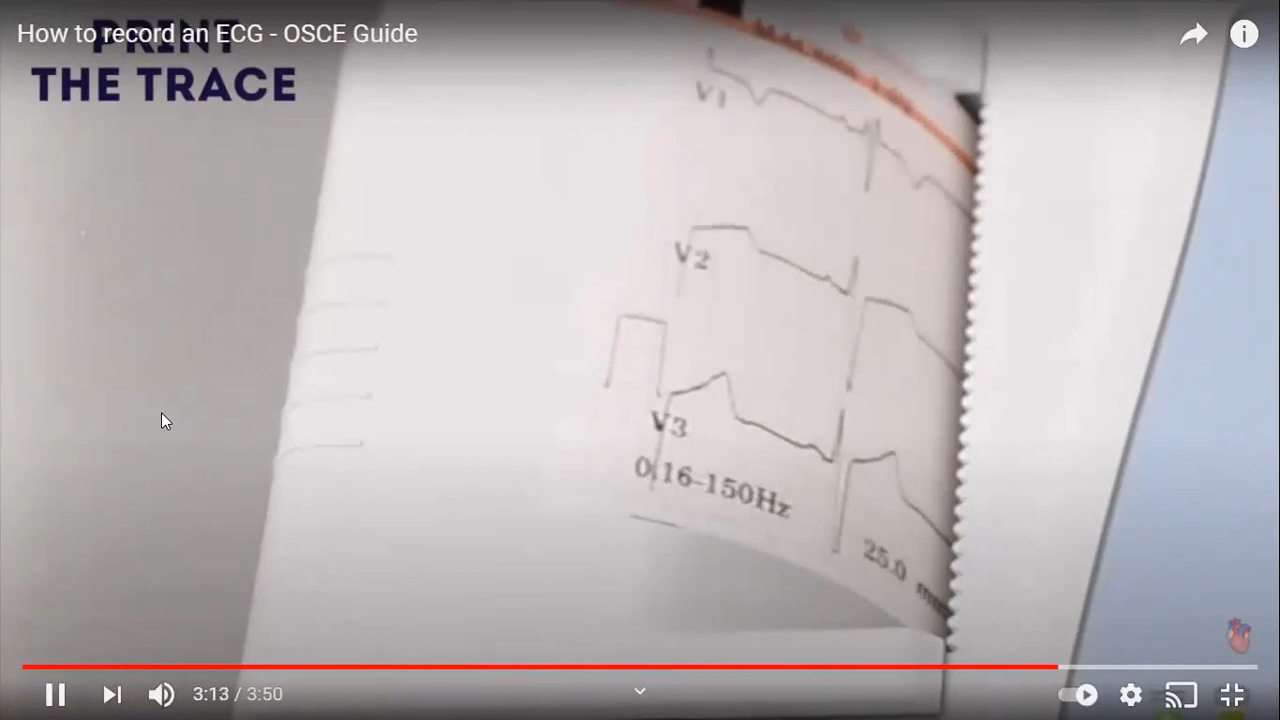 How to record an ECG - OSCE Guide
PRINT
THE TRACE
V1
V2
V3
0.16-150Hz
25.0
3:13 / 3:50